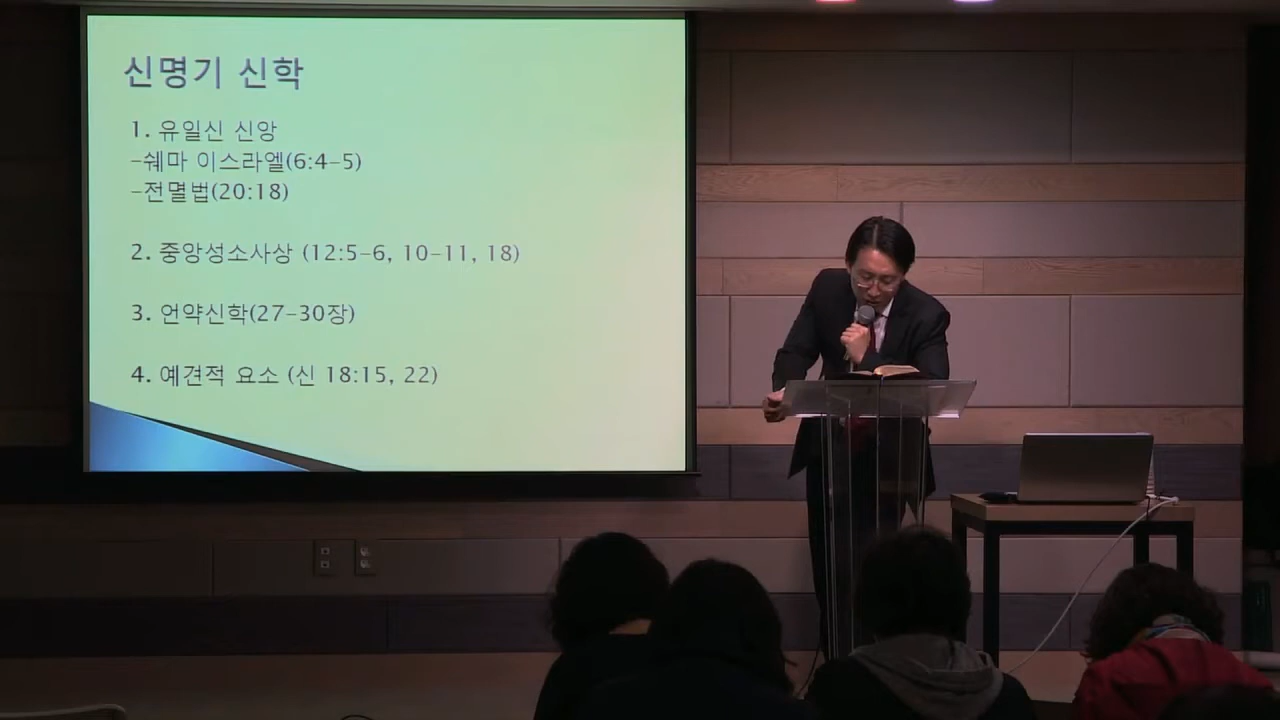 신명기 신학
1. 유일신 신앙
-쉐마 이스라엘(6:4-5)
-전멸법(20:18)
2. 중앙성소사상 (12:5-6, 10-11, 18)
3. 언약신학(27-30장)
4. 예견적 요소 (신 18:15, 22)